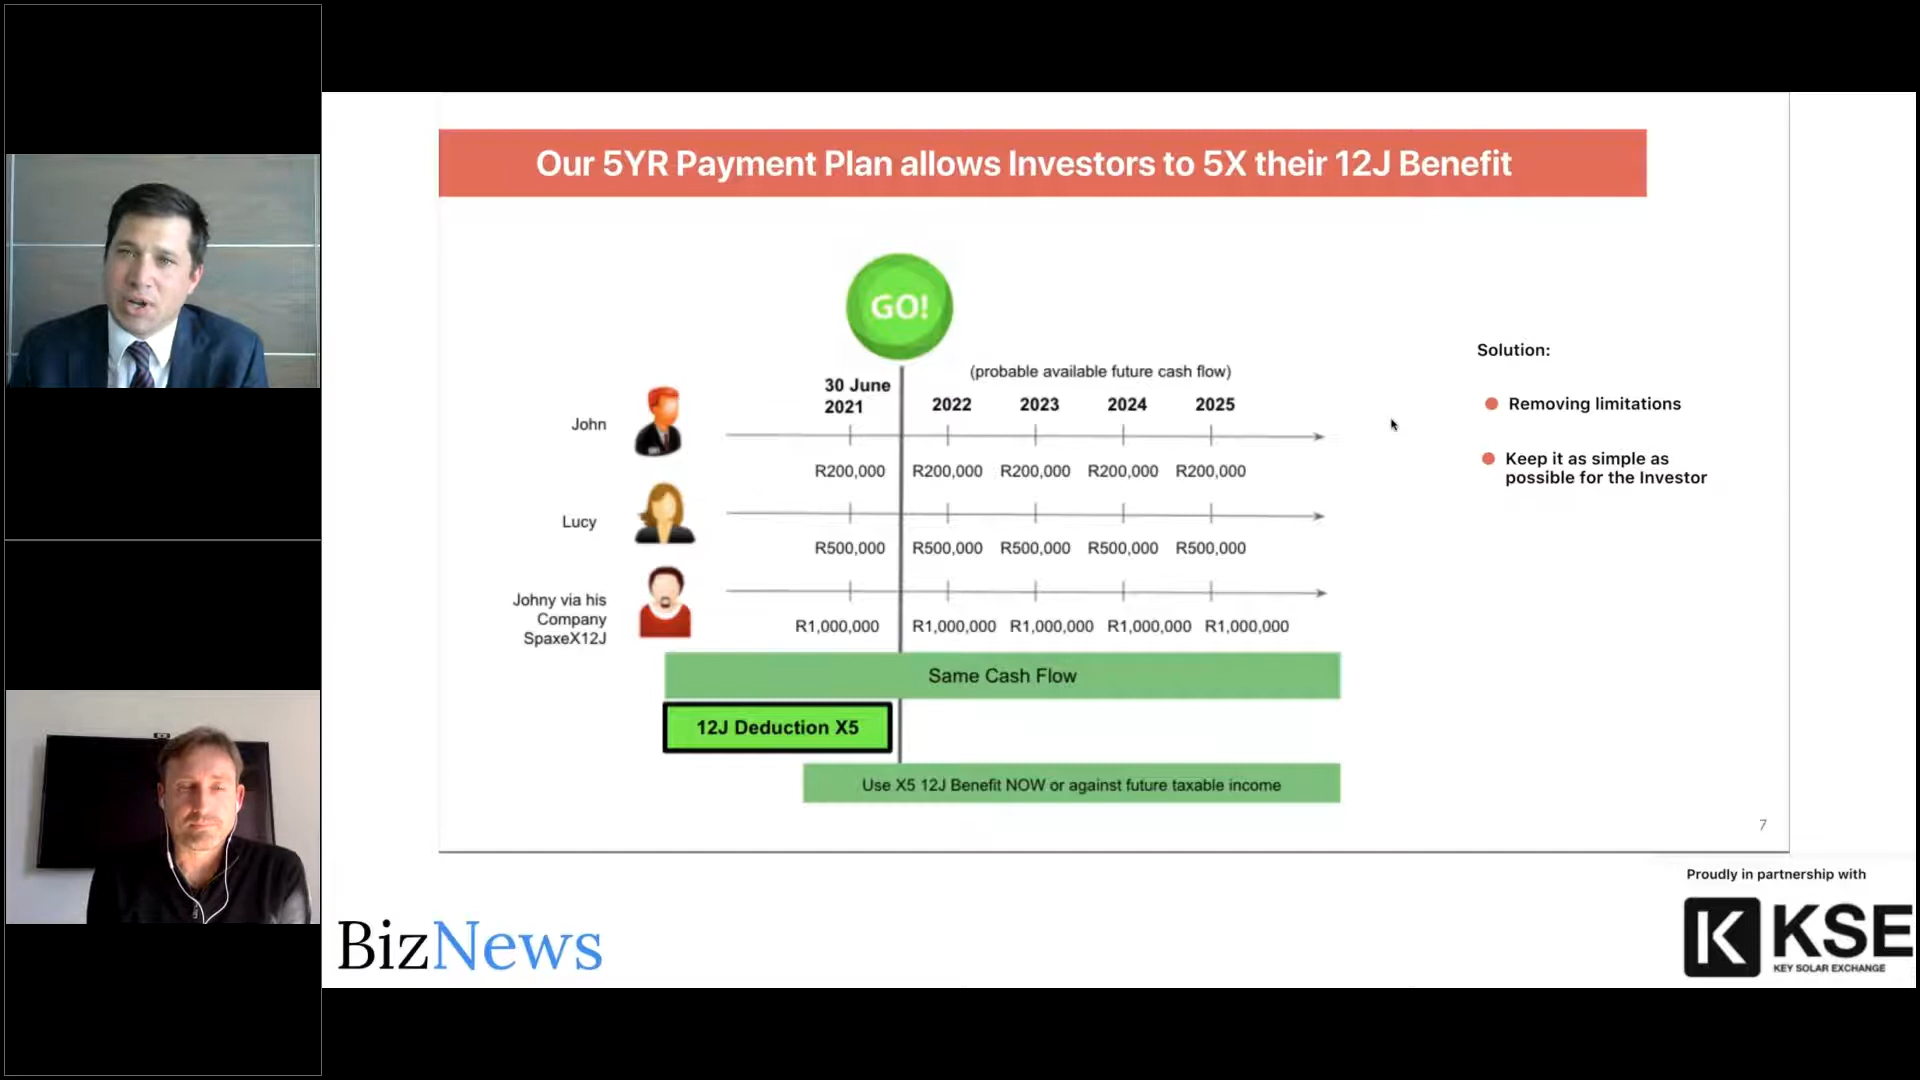 Our 5YR Payment Plan allows Investors to 5X their 12J Benefit
GO!
(probable available future cash flow)
30 June
2021
2022 2023 2024 2025
John
R200,000 R200,000 R200,000 R200,000 R200,000
Lucy
R500,000 R500,000 R500,000 R500,000 R500,000
Johny via his
Company
SpaxeX12J
R1,000,000 R1,000,000 R1,000,000 R1,000,000 R1,000,000
Same Cash Flow
12J Deduction X5
Use X5 12J Benefit NOW or against future taxable income
Solution:
Removing limitations
Keep it as simple as
possible for the Investor
7
BizNews
Proudly in partnership with
K KSE
KEY SOLAR EXCHANGE